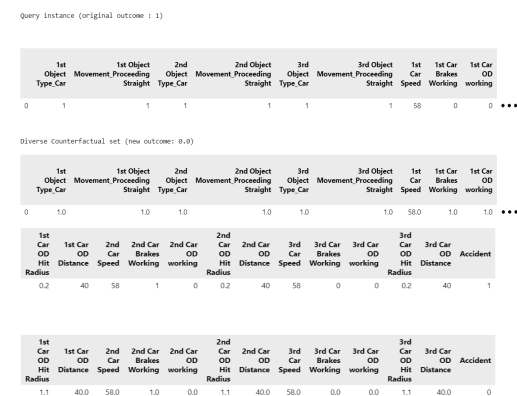 Query instance (original outcome : 1)
1st 1st Object 2nd 2nd Object 3rd 3rd Object 1st 1st Car 1st Car
Object Movement_Proceeding Object Movement_Proceeding Object Movement_Proceeding Car Brakes OD
Type_Car Straight Type_Car Straight Type_Car Straight Speed Working working
0 1 1 1 1 1 1 58 0 0 •••
Diverse Counterfactual set (new outcome: 0.0)
1st 1st Object 2nd 2nd Object 3rd 3rd Object 1st 1st Car 1st Car
Object Movement_Proceeding Object Movement_Proceeding Object Movement_Proceeding Car Brakes OD
Type_Car Straight Type_Car Straight Type_Car Straight Speed Working working
0 1.0 1.0 1.0 1.0 1.0 1.0 58.0 1.0 1.0 •••
1st 2nd 3rd
Car 1st Car 2nd 2nd Car 2nd Car Car 2nd Car 3rd 3rd Car 3rd Car Car 3rd Car
OD OD Car Brakes OD OD OD Car Brakes OD OD OD Accident
Hit Distance Speed Working working Hit Distance Speed Working working Hit Distance
Radius Radius Radius
0.2 40 58 1 0 0.2 40 58 0 0 0.2 40 1
1st 2nd 3rd
Car 1st Car 2nd 2nd Car 2nd Car Car 2nd Car 3rd 3rd Car 3rd Car Car 3rd Car
OD OD Car Brakes OD OD OD Car Brakes OD OD OD Accident
Hit Distance Speed Working working Hit Distance Speed Working working Hit Distance
Radius Radius Radius
1.1 40.0 58.0 1.0 0.0 1.1 40.0 58.0 0.0 0.0 1.1 40.0 0